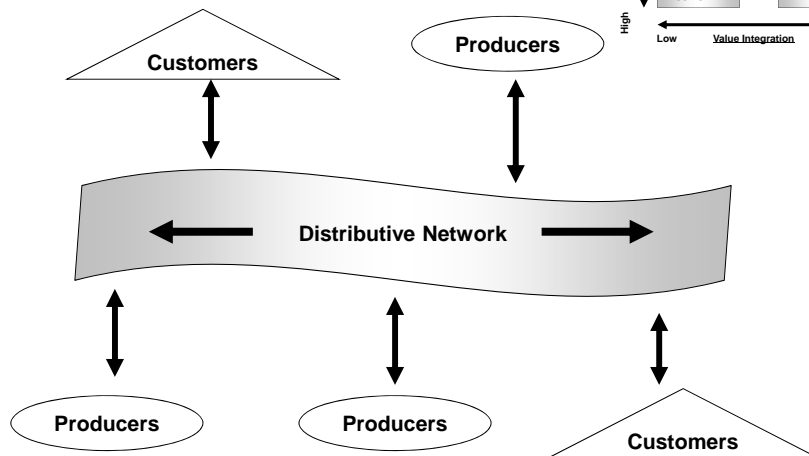 Customers
Producers
High
Low
Value Integration
Distributive Network
Producers
Producers
Customers